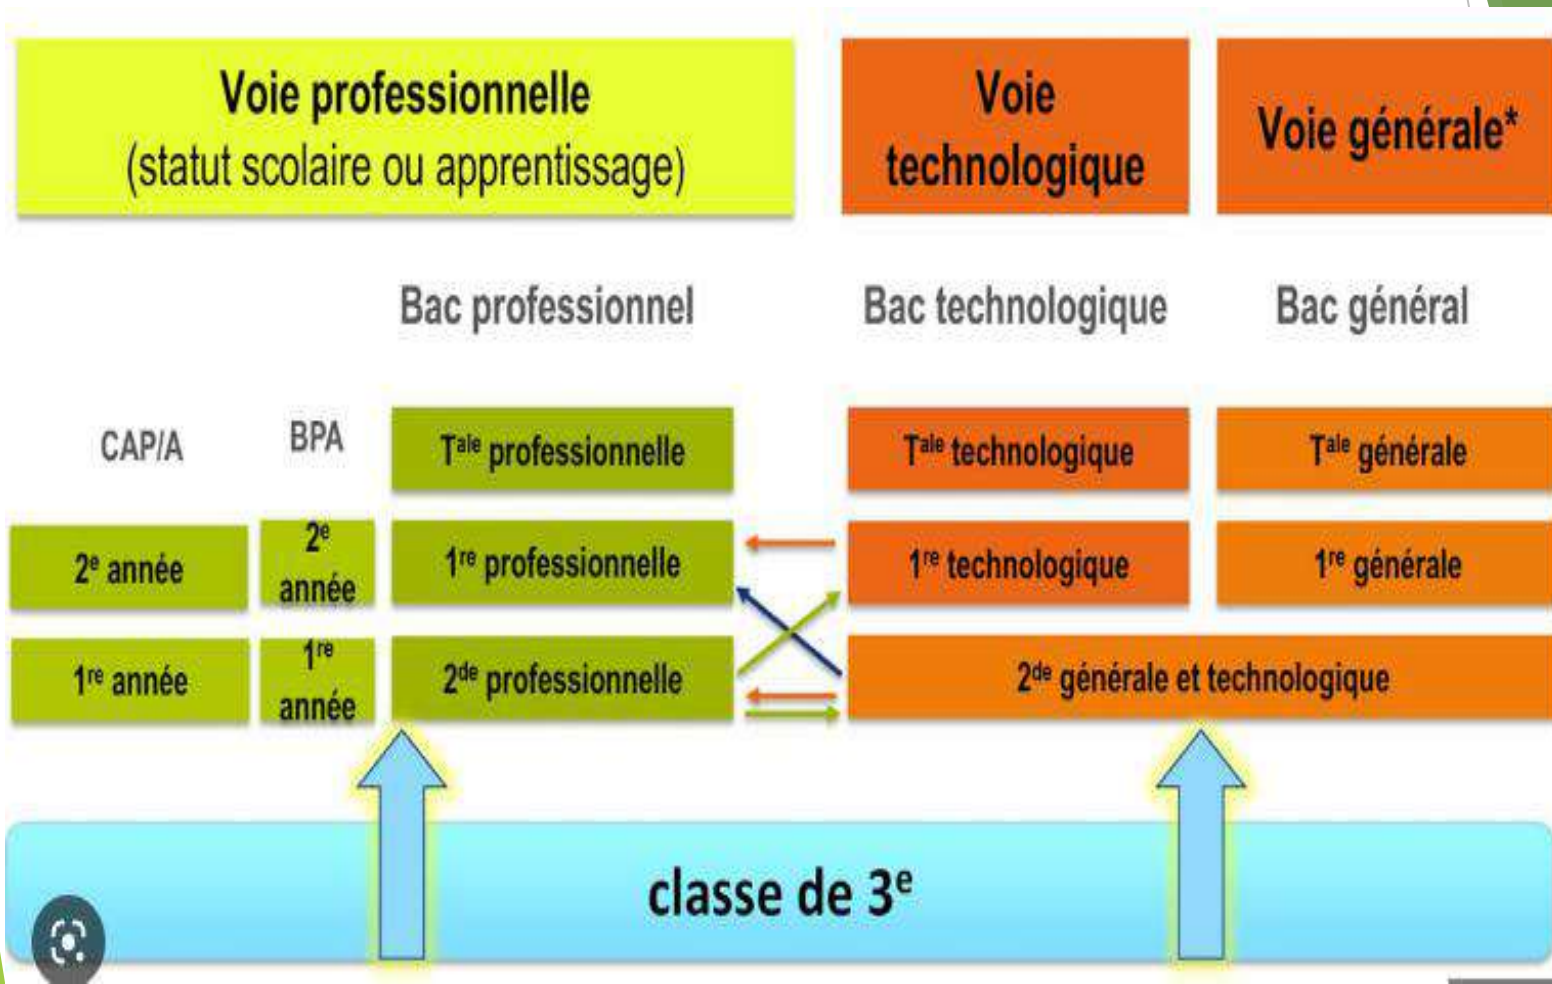 Voie professionnelle
(statut scolaire ou apprentissage)
Voie
technologique
Voie générale*
Bac professionnel
Bac technologique
Bac général
CAP/A
BPA
Tale professionnelle
Tale technologique
Tale générale
2e année
2e
année
1re professionnelle
1re technologique
1re générale
1re année
1re
année
2de professionnelle
2de générale et technologique
classe de 3e